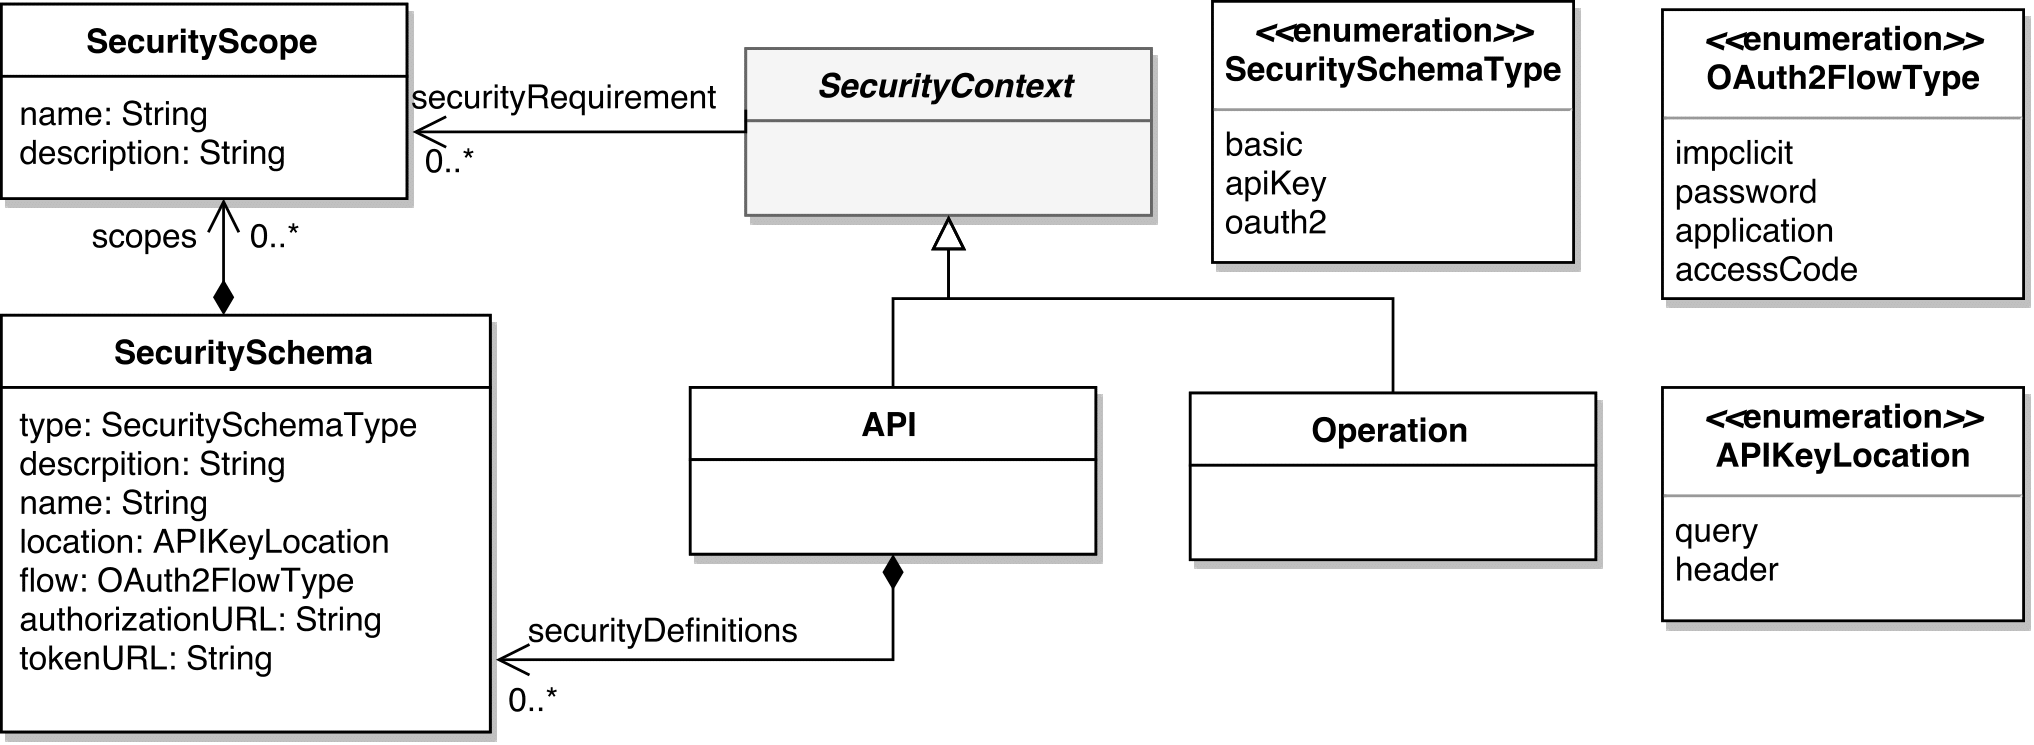 SecurityScope
name: String
description: String
securityRequirement
0..*
SecurityContext
<<enumeration>>
SecuritySchemaType
basic
apiKey
oauth2
<<enumeration>>
OAuth2FlowType
impclicit
password
application
accessCode
scopes
0..*
SecuritySchema
type: SecuritySchemaType
descrpition: String
name: String
location: APIKeyLocation
flow: OAuth2FlowType
authorizationURL: String
tokenURL: String
API
Operation
<<enumeration>>
APIKeyLocation
query
header
securityDefinitions
0..*